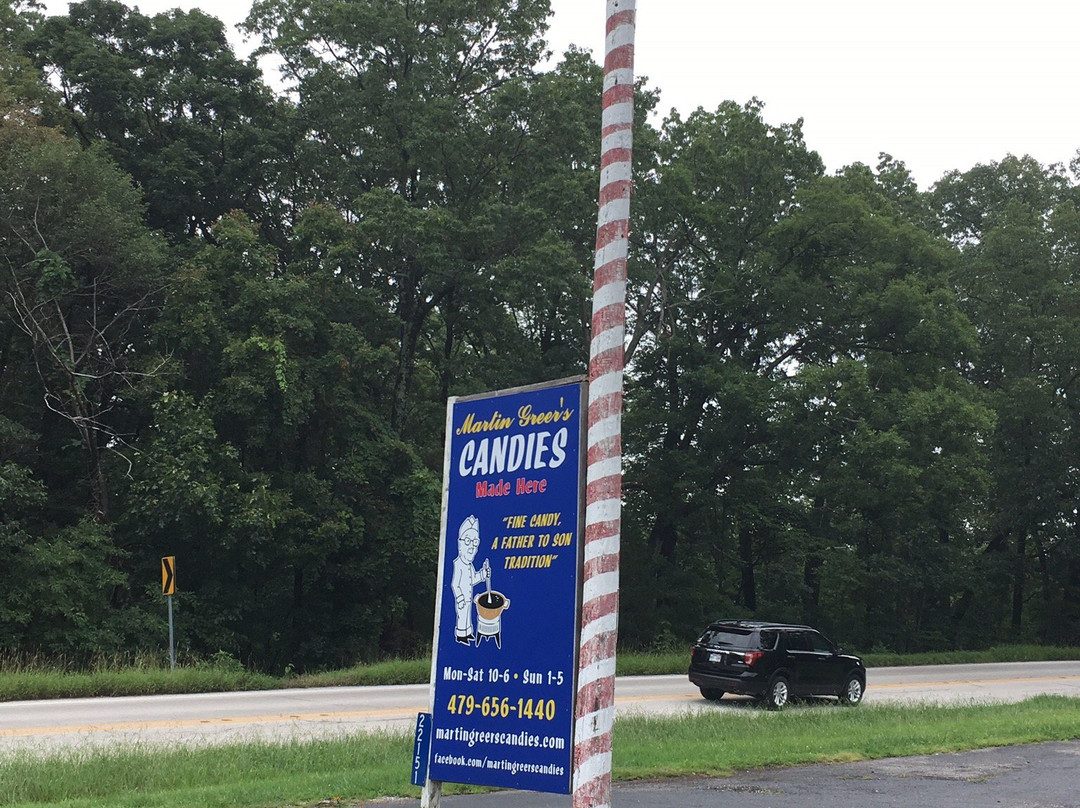 Martin Greer's
CANDIES
Made Here
"FINE CANDY,
A FATHER TO SON
TRADITION"
Mon-Sat 10-6 • Sun 1-5
479-656-1440
martingreerscandies.com
facebook.com/martingreerscandies
22151